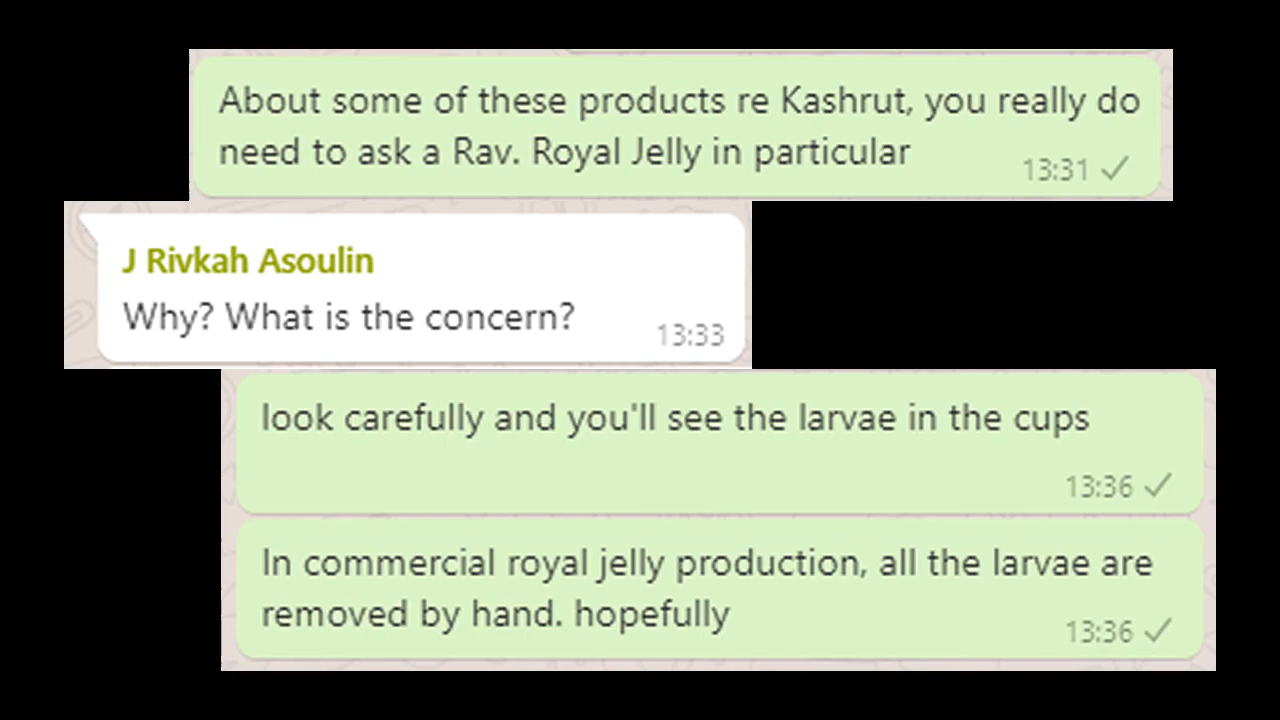 About some of these products re Kashrut, you really do
need to ask a Rav. Royal Jelly in particular
13:31
J Rivkah Asoulin
Why? What is the concern?
13:33
look carefully and you'll see the larvae in the cups
13:36
In commercial royal jelly production, all the larvae are
removed by hand. hopefully
13:36